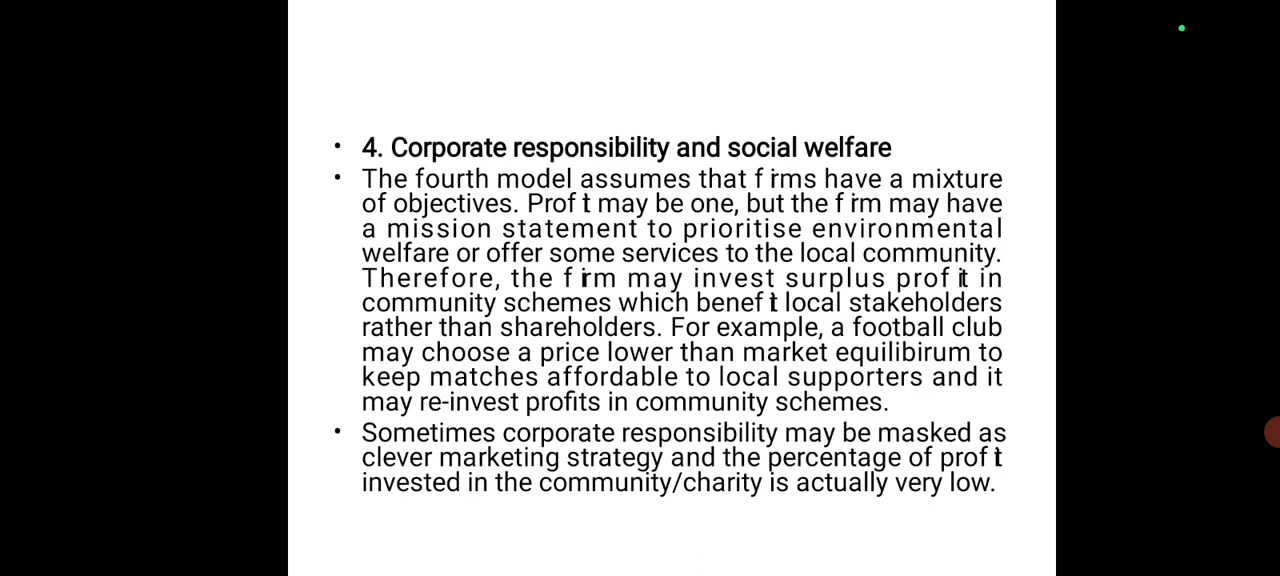 • 4. Corporate responsibility and social welfare
• The fourth model assumes that firms have a mixture
of objectives. Profit may be one, but the firm may have
a mission statement to prioritise environmental
welfare or offer some services to the local community.
Therefore, the firm may invest surplus profit in
community schemes which benefit local stakeholders
rather than shareholders. For example, a football club
may choose a price lower than market equilibirum to
keep matches affordable to local supporters and it
may re-invest profits in community schemes.
• Sometimes corporate responsibility may be masked as
clever marketing strategy and the percentage of profit
invested in the community/charity is actually very low.